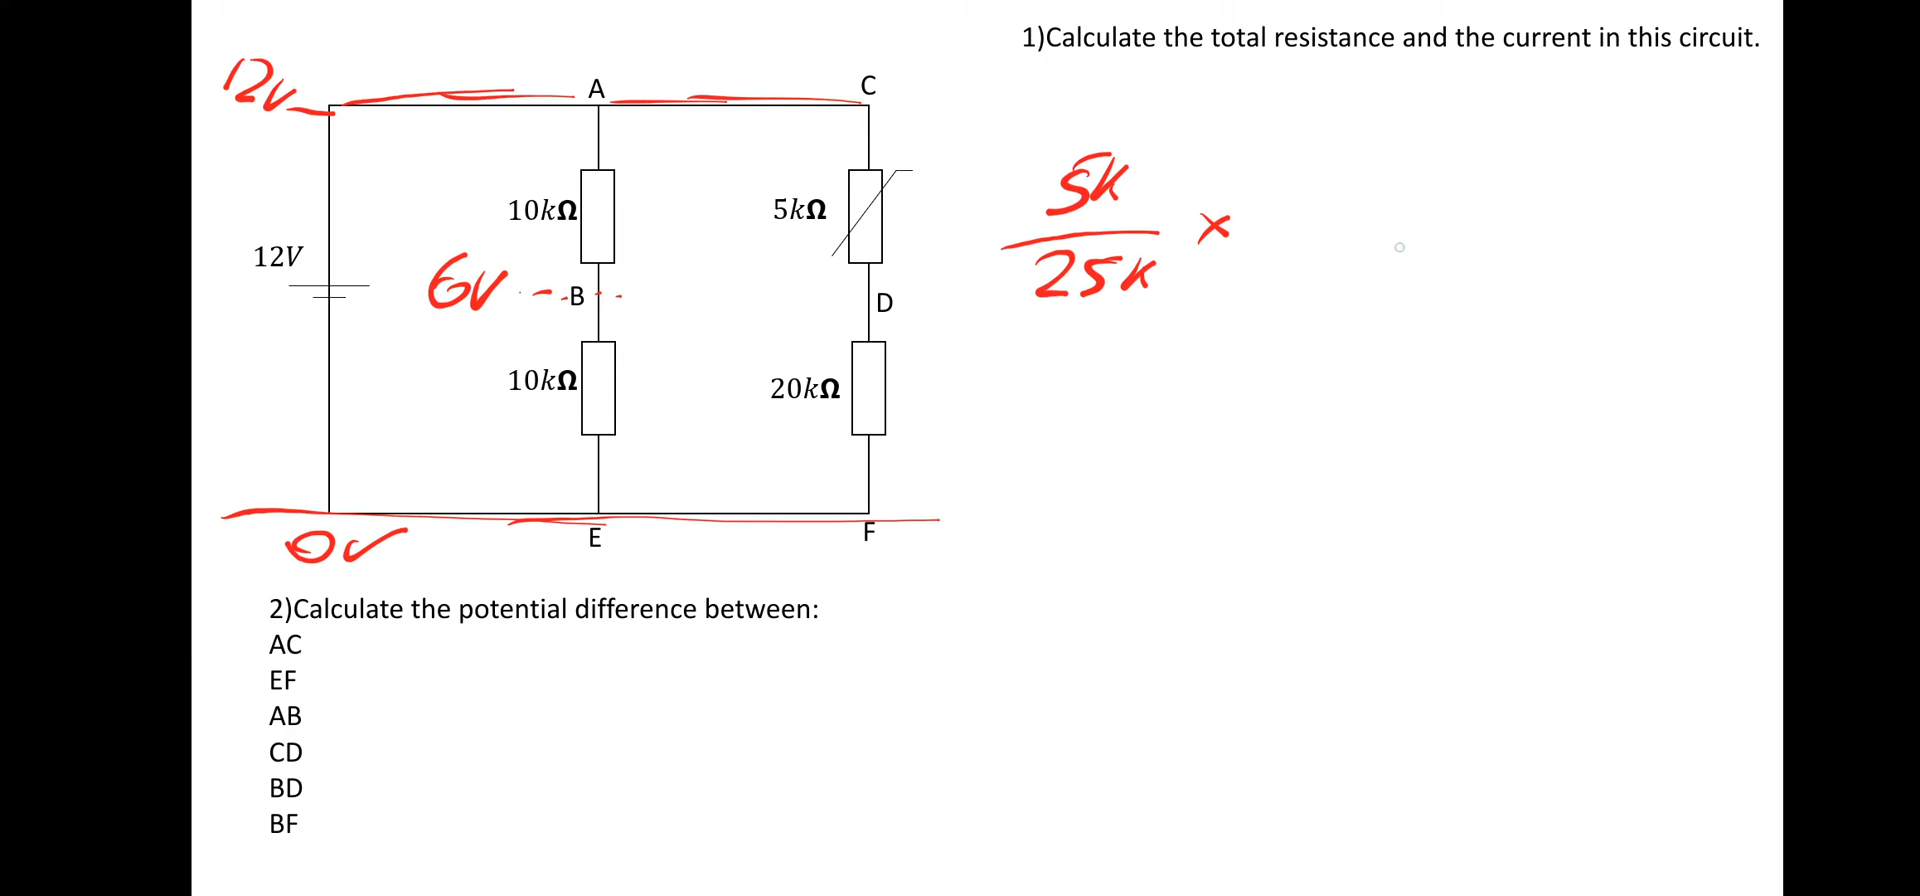 1)Calculate the total resistance and the current in this circuit.
12V
A
C
5k
10kΩ
5kΩ
25k
x
12V
6V
B
D
10kΩ
20kΩ
0V
E
F
2)Calculate the potential difference between:
AC
EF
AB
CD
BD
BF